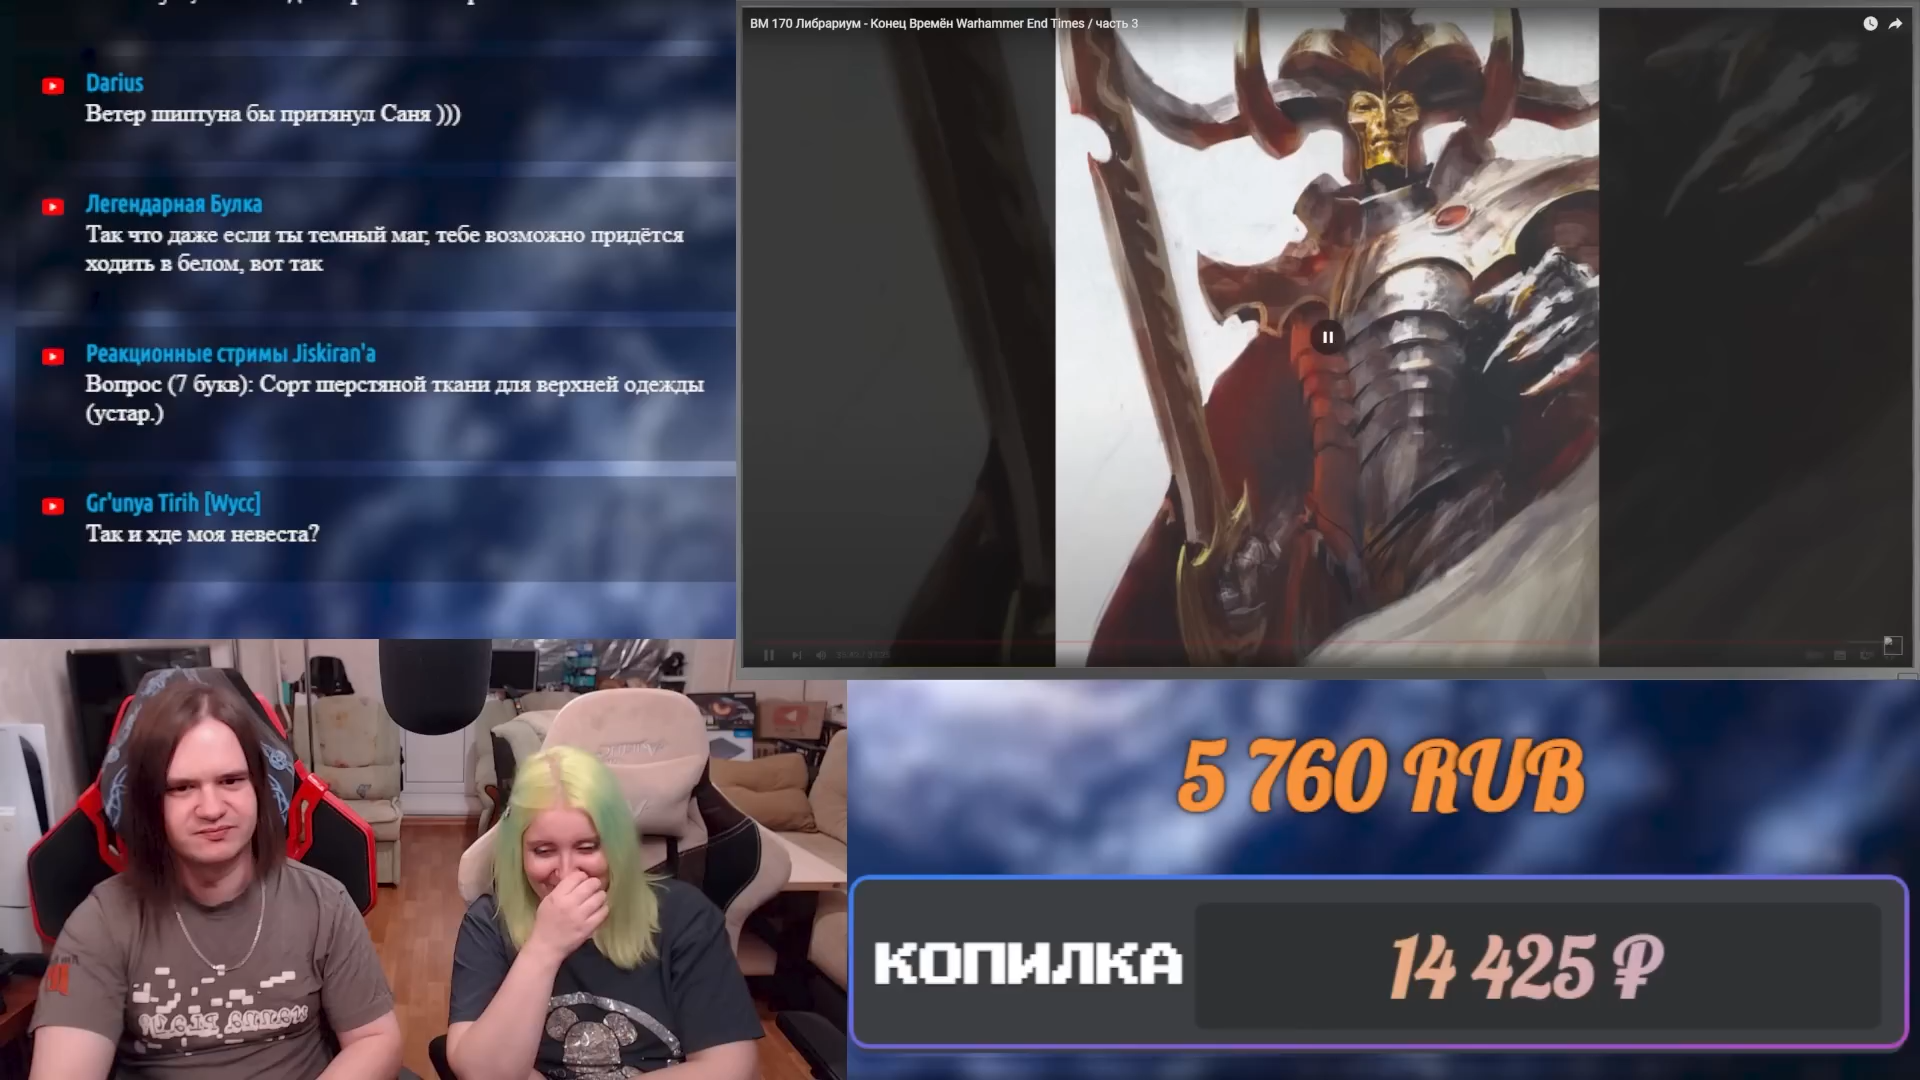 Darius
Ветер шиптуна бы притянул Саня )))
Легендарная Булка
Так что даже если ты темный маг, тебе возможно придётся
ходить в белом, вот так
Реакционные стримы Jiskiran'a
Вопрос (7 букв): Сорт шерстяной ткани для верхней одежды
(устар.)
Gr'unya Tirih [Wycc]
Так и хде моя невеста?
ВМ 170 Либрариум - Конец Времён Warhammer End Times / часть 3
5 760 RUB
КОПИЛКА
14 425 ₽